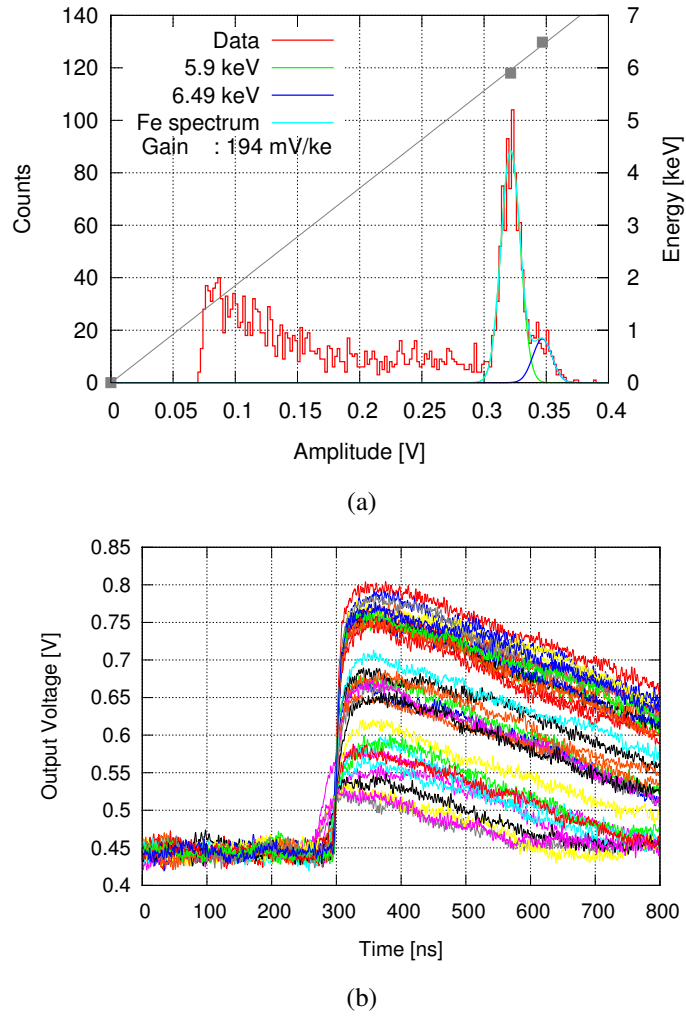 Data
5.9 keV
6.49 keV
Fe spectrum
Gain : 194 mV/ke
Counts
140
120
100
80
60
40
20
0
0 0.05 0.1 0.15 0.2 0.25 0.3 0.35 0.4
Amplitude [V]
7
6
5
4
3
2
1
0
Energy [keV]
(a)
Output Voltage [V]
0.85
0.8
0.75
0.7
0.65
0.6
0.55
0.5
0.45
0.4
0 100 200 300 400 500 600 700 800
Time [ns]
(b)